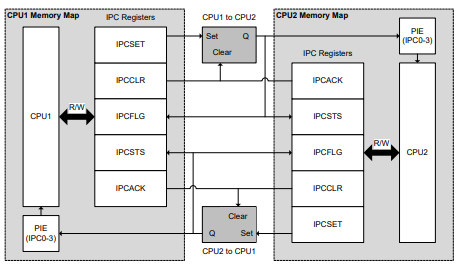 CPU1 Memory Map
IPC Registers
CPU1 to CPU2
CPU2 Memory Map
IPCSET
Set
Q
Clear
PIE
(IPC0-3)
IPC Registers
IPCCLR
IPCACK
R/W
CPU1
IPCFLG
IPCSTS
R/W
IPCSTS
IPCFLG
CPU2
IPCACK
IPCCLR
PIE
(IPC0-3)
Clear
Q
Set
IPCSET
CPU2 to CPU1